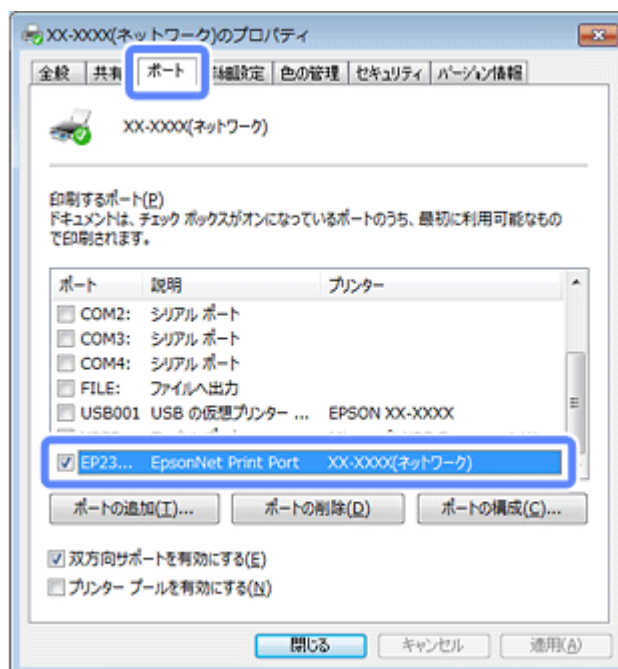 XX-XXXX(ネットワーク)のプロパティ
全般 共有 ポート 詳細設定 色の管理 セキュリティ バージョン情報
XX-XXXX(ネットワーク)
印刷するポート(P)
ドキュメントは、チェック ボックスがオンになっているポートのうち、最初に利用可能なもの
で印刷されます。
ポート 説明 プリンター
COM2: シリアル ポート
COM3: シリアル ポート
COM4: シリアル ポート
FILE: ファイルへ出力
USB001 USB の仮想プリンター ... EPSON XX-XXXX
EP23... EpsonNet Print Port XX-XXXX(ネットワーク)
ポートの追加(T)... ポートの削除(D) ポートの構成(C)...
双方向サポートを有効にする(E)
プリンター プールを有効にする(N)
閉じる キャンセル 適用(A)